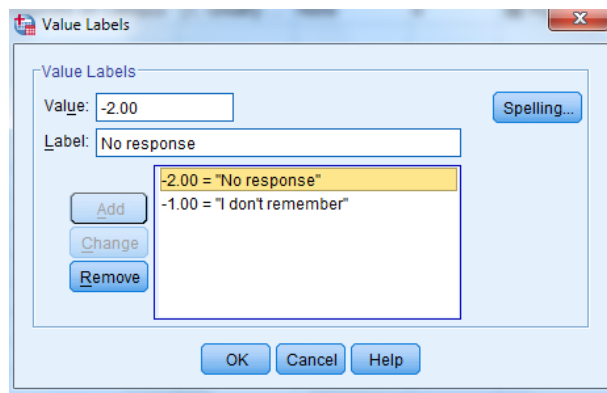 Value Labels
Value Labels
Value: -2.00
Spelling...
Label: No response
-2.00 = "No response"
-1.00 = "I don't remember"
Add
Change
Remove
OK Cancel Help